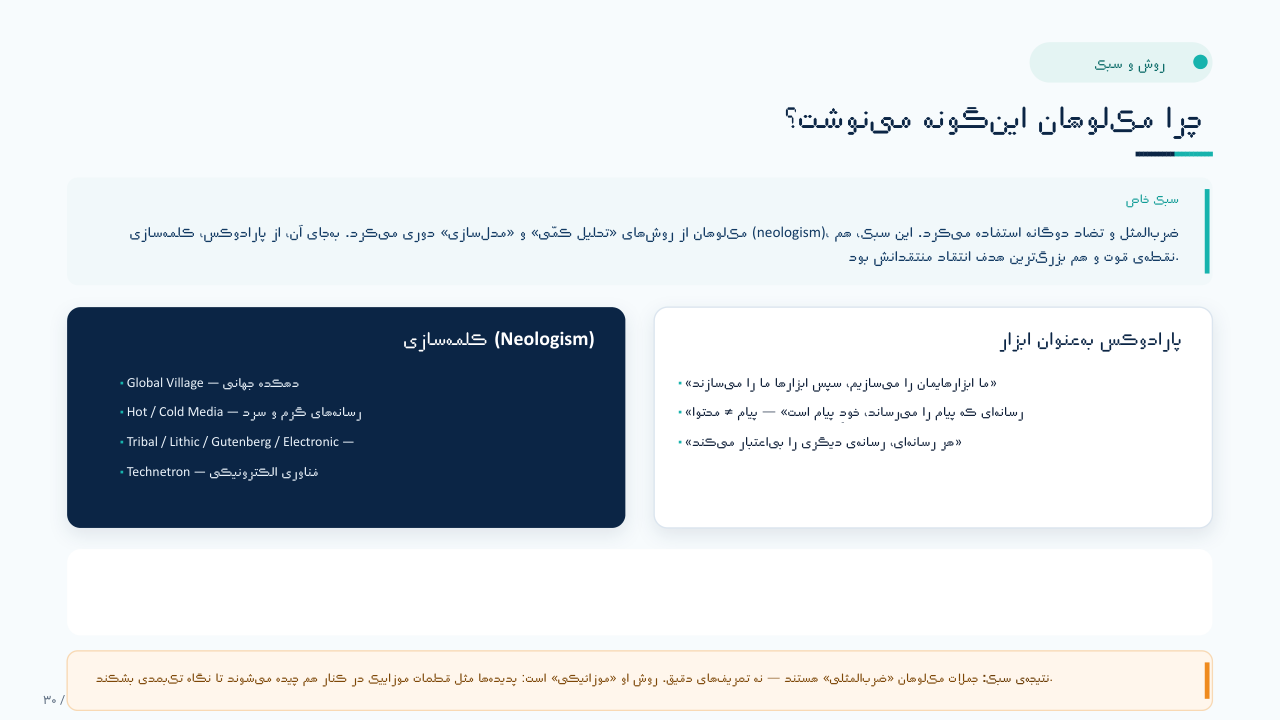 روش و سبک
چرا مک‌لوهان این‌گونه می‌نوشت؟
سبک خاص
مک‌لوهان از روش‌های «تحلیل کمّی» و «مدل‌سازی» دوری می‌کرد. به‌جای آن، از پارادوکس، کلمه‌سازی (neologism)، ضرب‌المثل و تضاد دوگانه استفاده می‌کرد. این سبک، هم
نقطه‌ی قوت و هم بزرگ‌ترین هدف انتقاد منتقدانش بود.
پارادوکس به‌عنوان ابزار
• «ما ابزارهایمان را می‌سازیم، سپس ابزارها ما را می‌سازند»
• «رسانه‌ای که پیام را می‌رساند، خودِ پیام است» — پیام ≠ محتوا
• «هر رسانه‌ای، رسانه‌ی دیگری را بی‌اعتبار می‌کند»
کلمه‌سازی (Neologism)
• Global Village — دهکده جهانی
• Hot / Cold Media — رسانه‌های گرم و سرد
• Tribal / Lithic / Gutenberg / Electronic —
• Technetron — فناوری الکترونیکی
نتیجه‌ی سبک: جملات مک‌لوهان «ضرب‌المثلی» هستند — نه تعریف‌های دقیق. روش او «موزائیکی» است: پدیده‌ها مثل قطعات موزاییک در کنار هم چیده می‌شوند تا نگاه تک‌بعدی بشکند.
۳۰ /